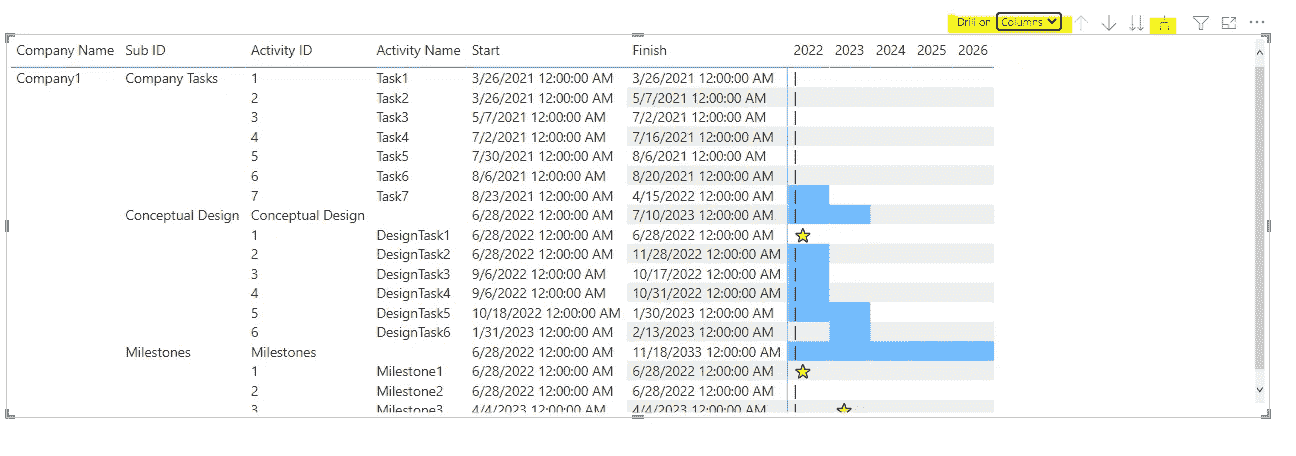 Drill on Columns
Company Name Sub ID Activity ID Activity Name Start Finish 2022 2023 2024 2025 2026
Company1 Company Tasks 1 Task1 3/26/2021 12:00:00 AM 3/26/2021 12:00:00 AM
2 Task2 3/26/2021 12:00:00 AM 5/7/2021 12:00:00 AM
3 Task3 5/7/2021 12:00:00 AM 7/2/2021 12:00:00 AM
4 Task4 7/2/2021 12:00:00 AM 7/16/2021 12:00:00 AM
5 Task5 7/30/2021 12:00:00 AM 8/6/2021 12:00:00 AM
6 Task6 8/6/2021 12:00:00 AM 8/20/2021 12:00:00 AM
7 Task7 8/23/2021 12:00:00 AM 4/15/2022 12:00:00 AM
Conceptual Design Conceptual Design 6/28/2022 12:00:00 AM 7/10/2023 12:00:00 AM
1 DesignTask1 6/28/2022 12:00:00 AM 6/28/2022 12:00:00 AM
2 DesignTask2 6/28/2022 12:00:00 AM 11/28/2022 12:00:00 AM
3 DesignTask3 9/6/2022 12:00:00 AM 10/17/2022 12:00:00 AM
4 DesignTask4 9/6/2022 12:00:00 AM 10/31/2022 12:00:00 AM
5 DesignTask5 10/18/2022 12:00:00 AM 1/30/2023 12:00:00 AM
6 DesignTask6 1/31/2023 12:00:00 AM 2/13/2023 12:00:00 AM
Milestones Milestones 6/28/2022 12:00:00 AM 11/18/2033 12:00:00 AM
1 Milestone1 6/28/2022 12:00:00 AM 6/28/2022 12:00:00 AM
2 Milestone2 6/28/2022 12:00:00 AM 6/28/2022 12:00:00 AM
3 Milestone3 4/4/2023 12:00:00 AM 4/4/2023 12:00:00 AM